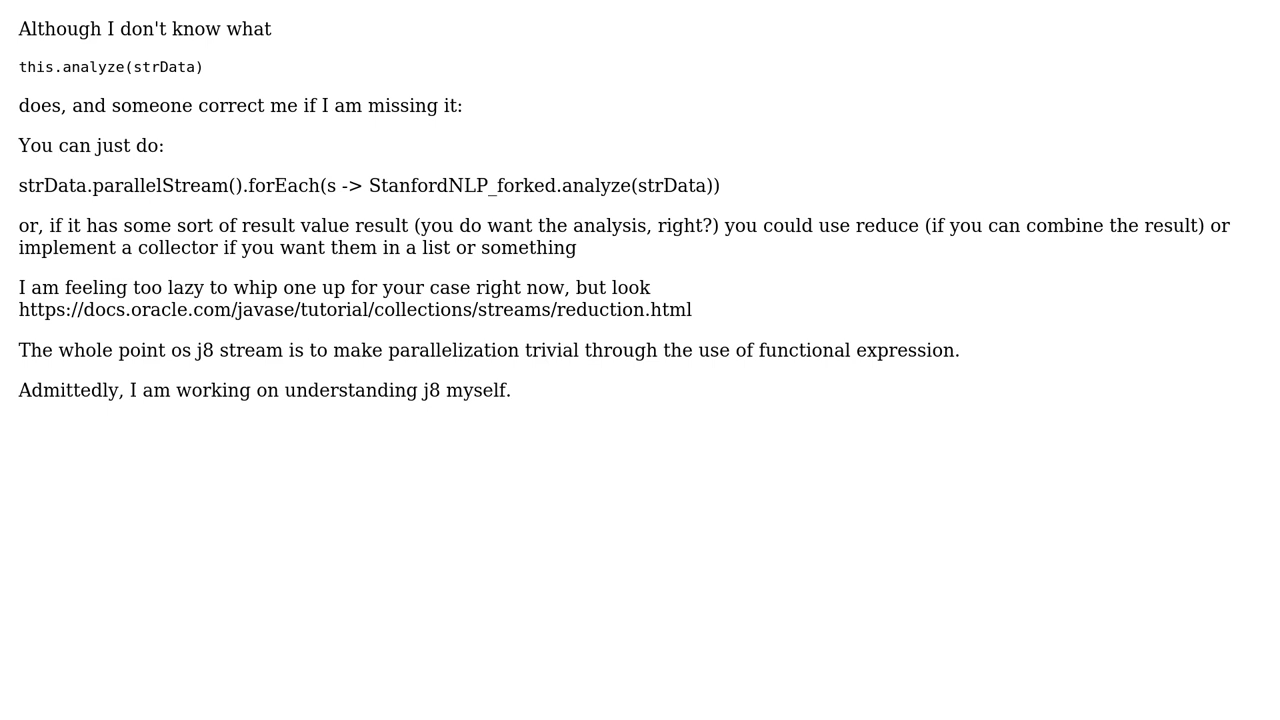 Although I don't know what
this.analyze(strData)
does, and someone correct me if I am missing it:
You can just do:
strData.parallelStream().forEach(s -> StanfordNLP_forked.analyze(strData))
or, if it has some sort of result value result (you do want the analysis, right?) you could use reduce (if you can combine the result) or
implement a collector if you want them in a list or something
I am feeling too lazy to whip one up for your case right now, but look
https://docs.oracle.com/javase/tutorial/collections/streams/reduction.html
The whole point os j8 stream is to make parallelization trivial through the use of functional expression.
Admittedly, I am working on understanding j8 myself.